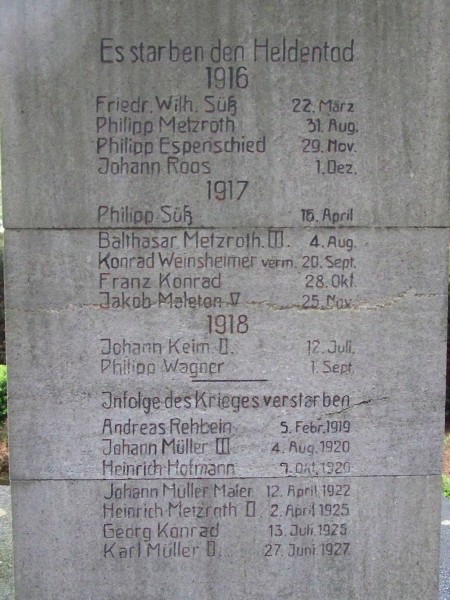 Es starben den Heldentod
1916
Friedr. Wilh. Süß 22. März
Philipp Metzroth 31. Aug.
Philipp Espenschied 29. Nov.
Johann Roos 1. Dez.
1917
Philipp Süß 16. April
Balthasar Metzroth III. 4. Aug.
Konrad Weinsheimer verm. 20. Sept.
Franz Konrad 28. Okt.
Jakob Maleton V 25. Nov.
1918
Johann Keim II. 12. Juli.
Philipp Wagner 1. Sept.
Infolge des Krieges verstarben
Andreas Rehbein 5. Febr. 1919
Johann Müller III 4. Aug. 1920
Heinrich Hofmann 9. Okt. 1920
Johann Müller Maler 12. April 1922
Heinrich Metzroth II 2. April 1925
Georg Konrad 13. Juli 1925
Karl Müller II. 27. Juni 1927